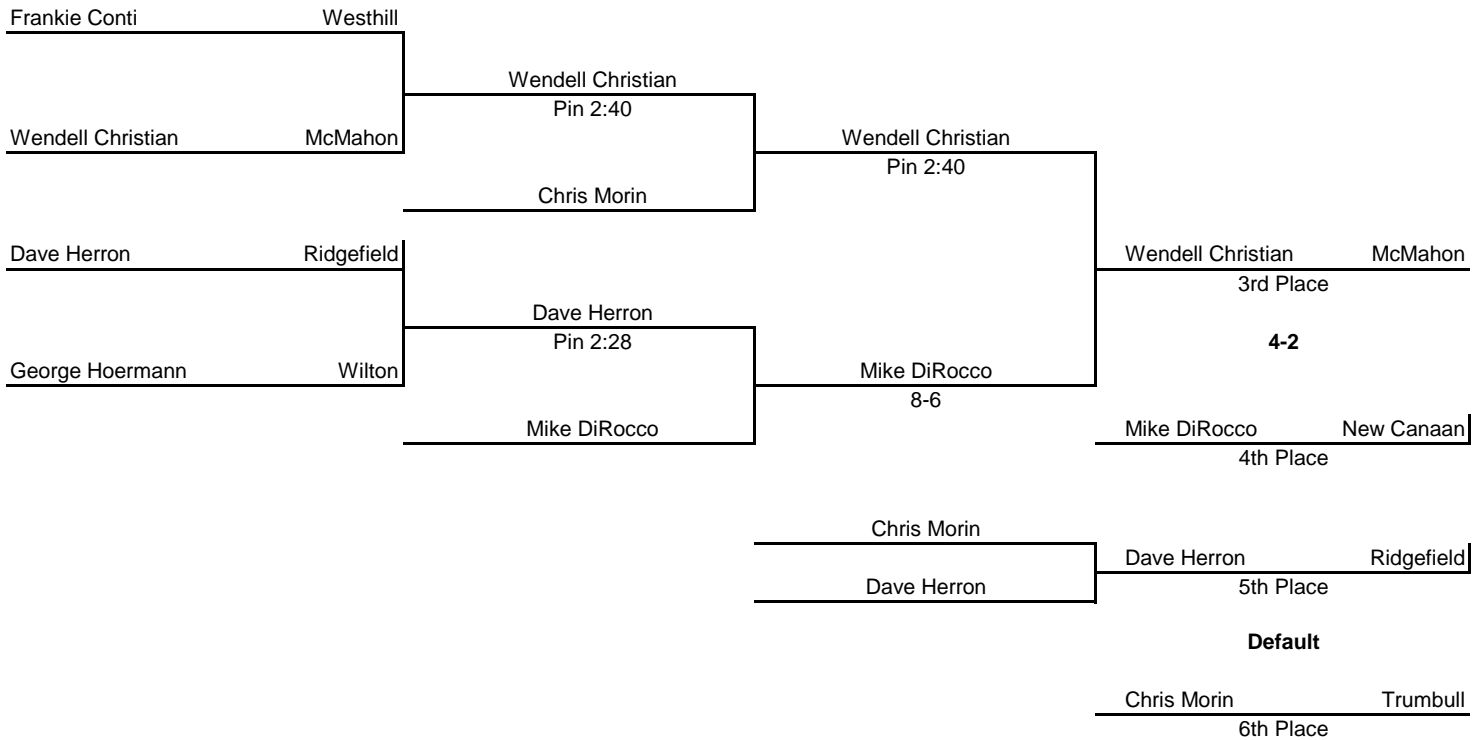 Frankie Conti Westhill
Wendell Christian
Pin 2:40
Wendell Christian McMahon
Wendell Christian
Pin 2:40
Chris Morin
Dave Herron Ridgefield
Wendell Christian McMahon
3rd Place
Dave Herron
Pin 2:28
4-2
George Hoermann Wilton
Mike DiRocco
8-6
Mike DiRocco
Mike DiRocco New Canaan
4th Place
Chris Morin
Dave Herron Ridgefield
Dave Herron
5th Place
Default
Chris Morin Trumbull
6th Place